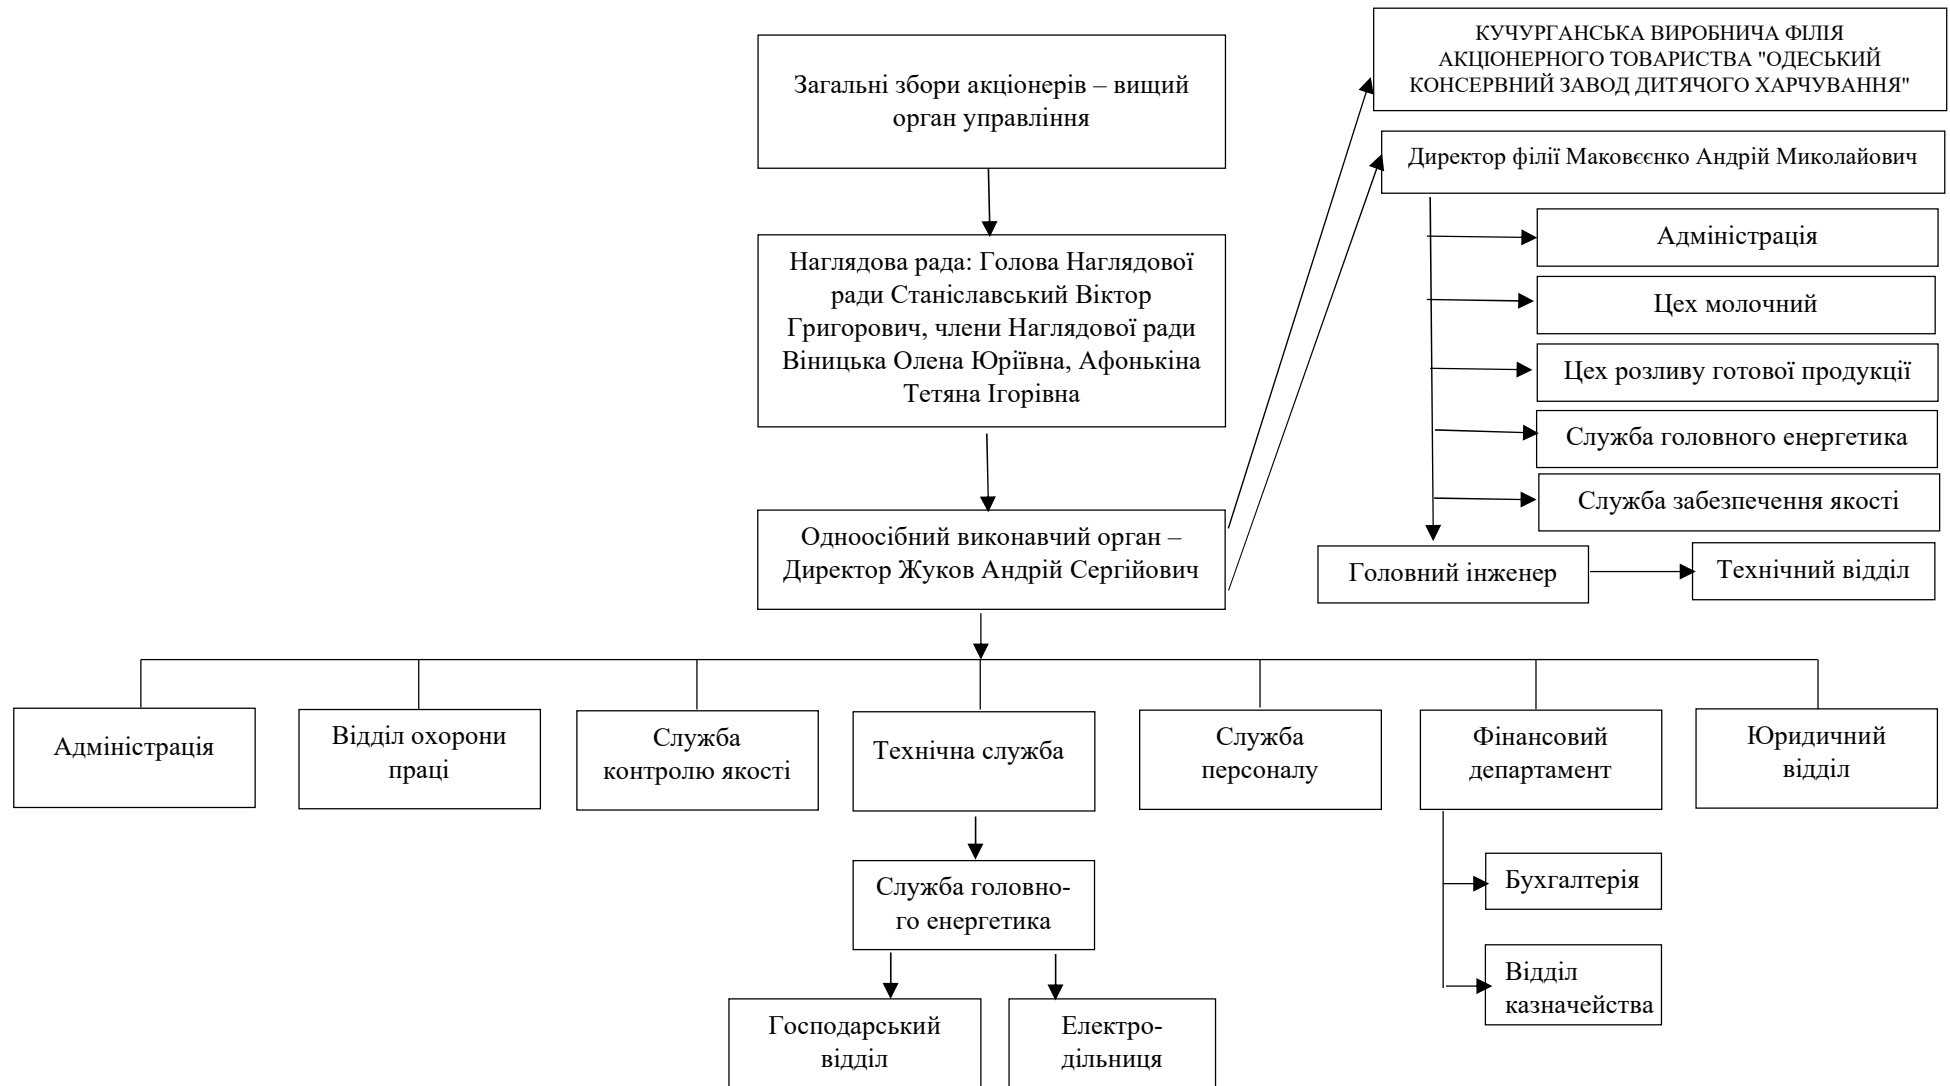 Загальні збори акціонерів – вищий
орган управління
Наглядова рада: Голова Наглядової
ради Станіславський Віктор
Григорович, члени Наглядової ради
Віницька Олена Юріївна, Афонькіна
Тетяна Ігорівна
Одноосібний виконавчий орган –
Директор Жуков Андрій Сергійович
КУЧУРГАНСЬКА ВИРОБНИЧА ФІЛІЯ
АКЦІОНЕРНОГО ТОВАРИСТВА "ОДЕСЬКИЙ
КОНСЕРВНИЙ ЗАВОД ДИТЯЧОГО ХАРЧУВАННЯ"
Директор філії Маковєєнко Андрій Миколайович
Адміністрація
Цех молочний
Цех розливу готової продукції
Служба головного енергетика
Служба забезпечення якості
Головний інженер
Технічний відділ
Адміністрація
Відділ охорони
праці
Служба
контролю якості
Технічна служба
Служба
персоналу
Фінансовий
департамент
Юридичний
відділ
Служба головно-
го енергетика
Господарський
відділ
Електро-
дільниця
Бухгалтерія
Відділ
казначейства